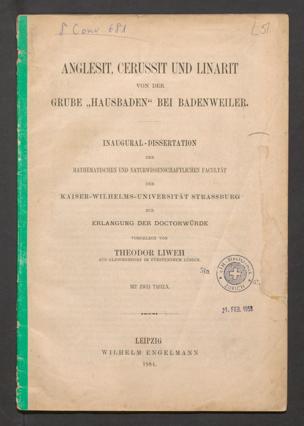 8 Conv 681
ANGLESIT, CERUSSIT UND LINARIT
VON DER
GRUBE „HAUSBADEN“ BEI BADENWEILER.
INAUGURAL-DISSERTATION
DER
MATHEMATISCHEN UND NATURWISSENSCHAFTLICHEN FACULTÄT
DER
KAISER-WILHELMS-UNIVERSITÄT STRASSBURG
ZUR
ERLANGUNG DER DOCTORWÜRDE
VORGELEGT VON
THEODOR LIWEH
MIT ZWEI TAFELN.
ZÜRICH
21. FEB. 1958
LEIPZIG
WILHELM ENGELMANN
1884.